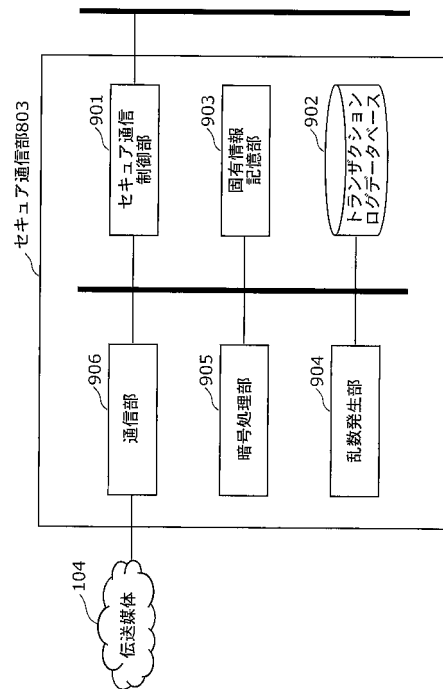 セキュア通信部803
104
伝送媒体
906
通信部
901
セキュア通信
制御部
905
暗号処理部
903
固有情報
記憶部
904
乱数発生部
902
トランザクション
ログデータベース